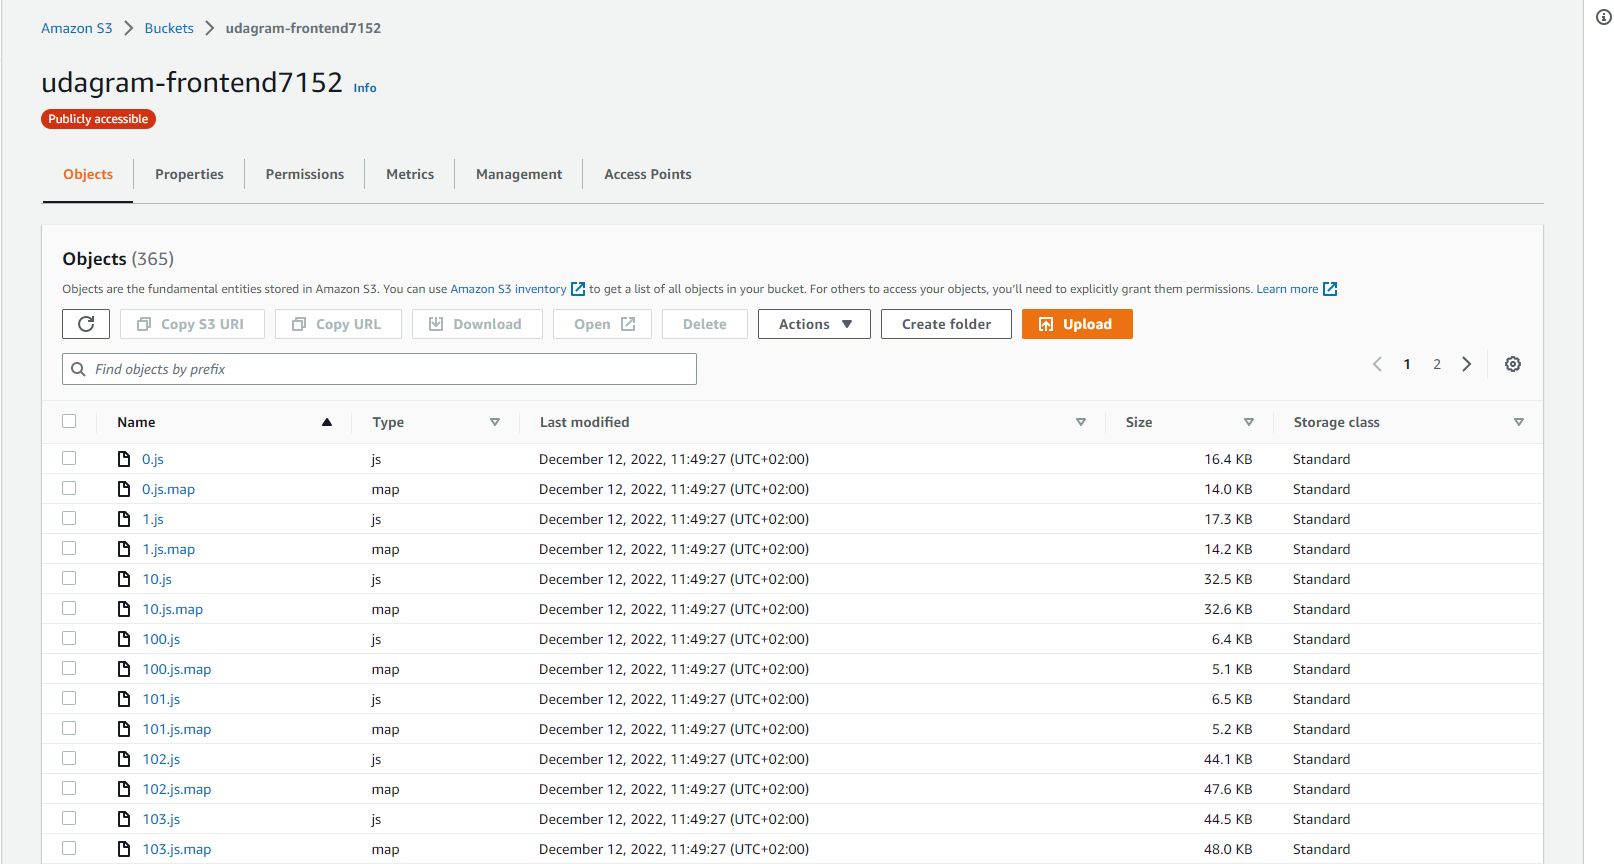 Amazon S3 Buckets udagram-frontend7152
udagram-frontend7152 Info
Publicly accessible
Objects Properties Permissions Metrics Management Access Points
Objects (365)
Objects are the fundamental entities stored in Amazon S3. You can use Amazon S3 inventory to get a list of all objects in your bucket. For others to access your objects, you'll need to explicitly grant them permissions. Learn more
Copy S3 URI Copy URL Download Open Delete Actions Create folder Upload
Find objects by prefix 1 2
Name Type Last modified Size Storage class
0.js js December 12, 2022, 11:49:27 (UTC+02:00) 16.4 KB Standard
0.js.map map December 12, 2022, 11:49:27 (UTC+02:00) 14.0 KB Standard
1.js js December 12, 2022, 11:49:27 (UTC+02:00) 17.3 KB Standard
1.js.map map December 12, 2022, 11:49:27 (UTC+02:00) 14.2 KB Standard
10.js js December 12, 2022, 11:49:27 (UTC+02:00) 32.5 KB Standard
10.js.map map December 12, 2022, 11:49:27 (UTC+02:00) 32.6 KB Standard
100.js js December 12, 2022, 11:49:27 (UTC+02:00) 6.4 KB Standard
100.js.map map December 12, 2022, 11:49:27 (UTC+02:00) 5.1 KB Standard
101.js js December 12, 2022, 11:49:27 (UTC+02:00) 6.5 KB Standard
101.js.map map December 12, 2022, 11:49:27 (UTC+02:00) 5.2 KB Standard
102.js js December 12, 2022, 11:49:27 (UTC+02:00) 44.1 KB Standard
102.js.map map December 12, 2022, 11:49:27 (UTC+02:00) 47.6 KB Standard
103.js js December 12, 2022, 11:49:27 (UTC+02:00) 44.5 KB Standard
103.js.map map December 12, 2022, 11:49:27 (UTC+02:00) 48.0 KB Standard